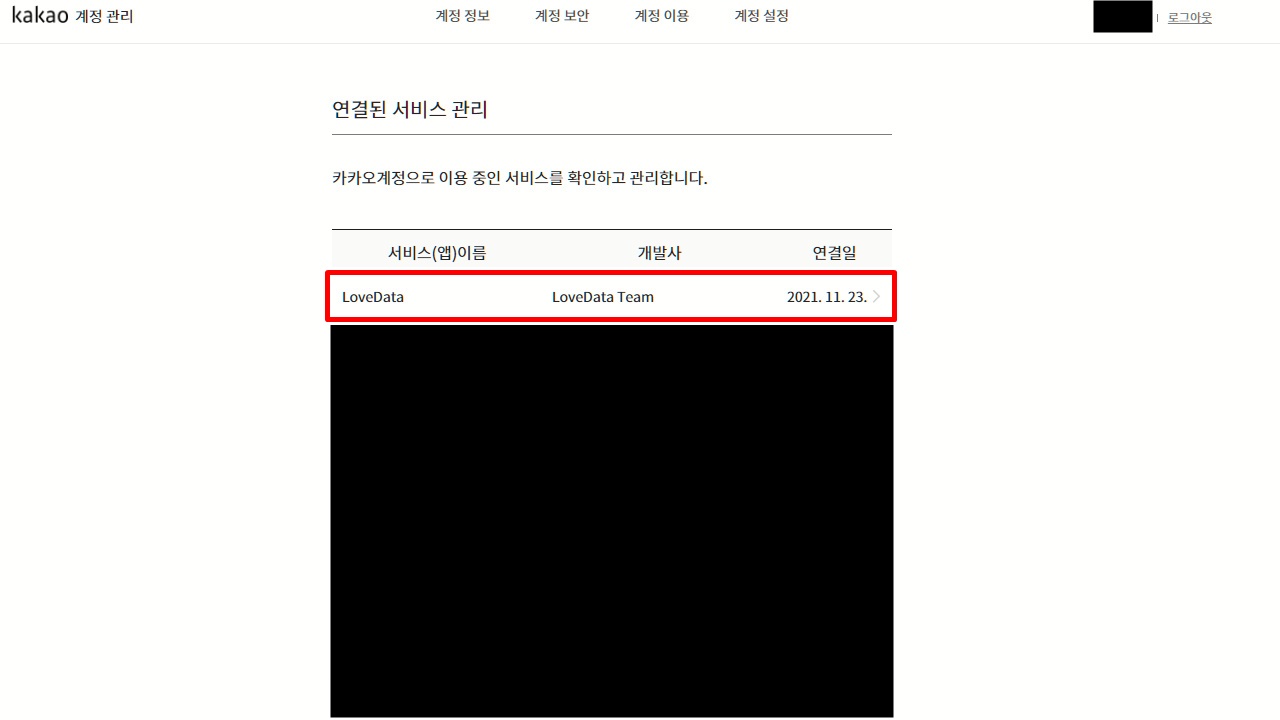 kakao 계정 관리 계정 정보 계정 보안 계정 이용 계정 설정 로그아웃
연결된 서비스 관리
카카오계정으로 이용 중인 서비스를 확인하고 관리합니다.
서비스(앱)이름 개발사 연결일
LoveData LoveData Team 2021. 11. 23.